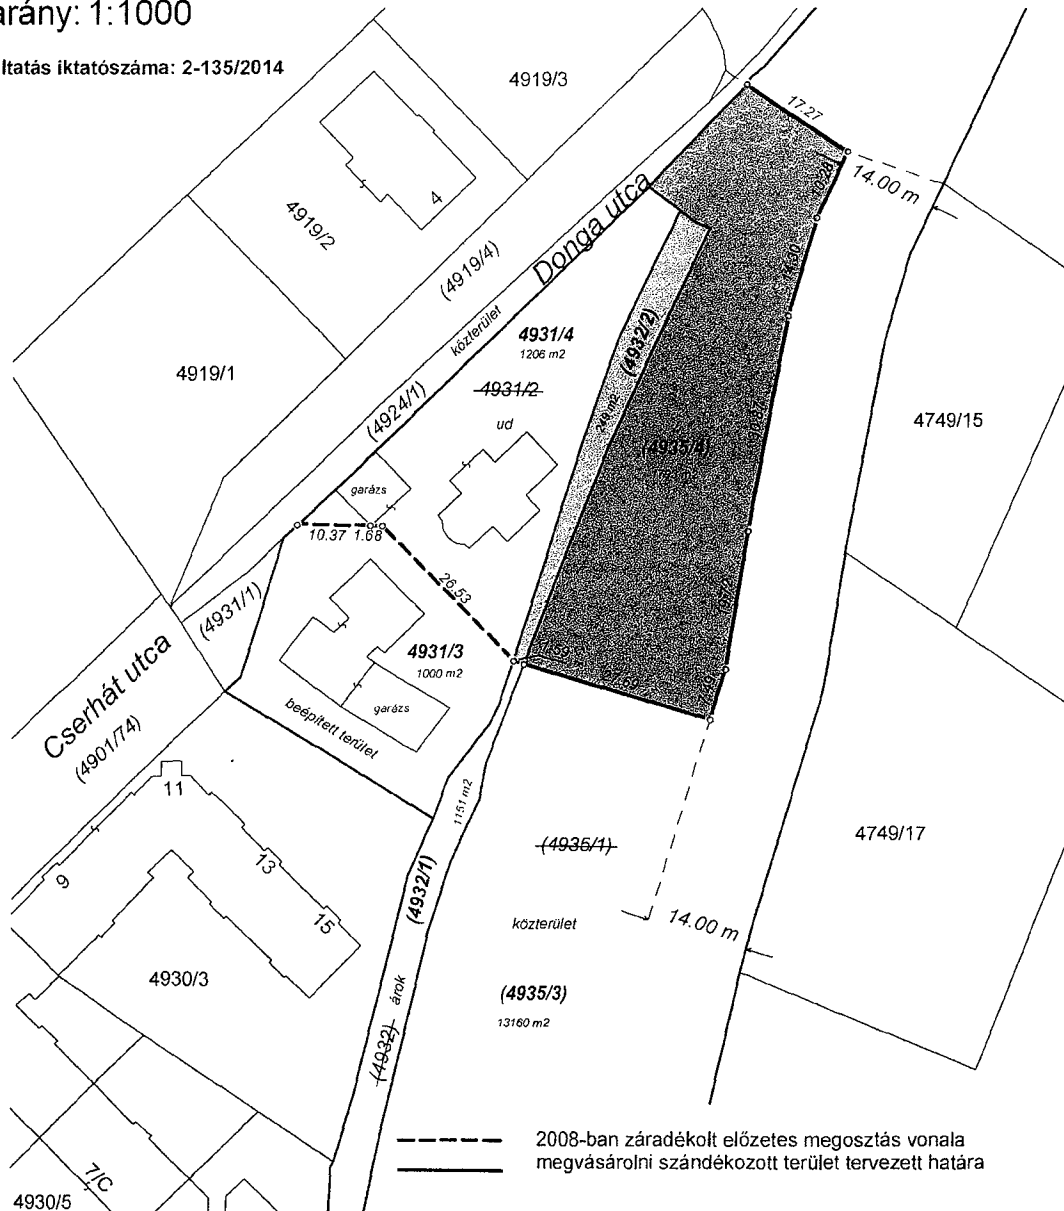 arány: 1:1000
ltatás iktatószáma: 2-135/2014
4919/3
17.27
14.00 m
4
4919/2
(4919/4)
Donga utca
közterület
4931/4
1206 m2
4931/2
ud
(4932/2)
(4935/4)
4919/1
(4924/1)
4749/15
garázs
10.37 1.68
26.53
(4931/1)
4931/3
1000 m2
garázs
beépített terület
Cserhát utca
(4901/74)
11
13
15
9
1151 m2
(4935/1)
4749/17
(4932/1)
közterület
14.00 m
4930/3
árok
(4935/3)
13160 m2
(4932)
2008-ban záradékolt előzetes megosztás vonala
megvásárolni szándékozott terület tervezett határa
7/C
4930/5